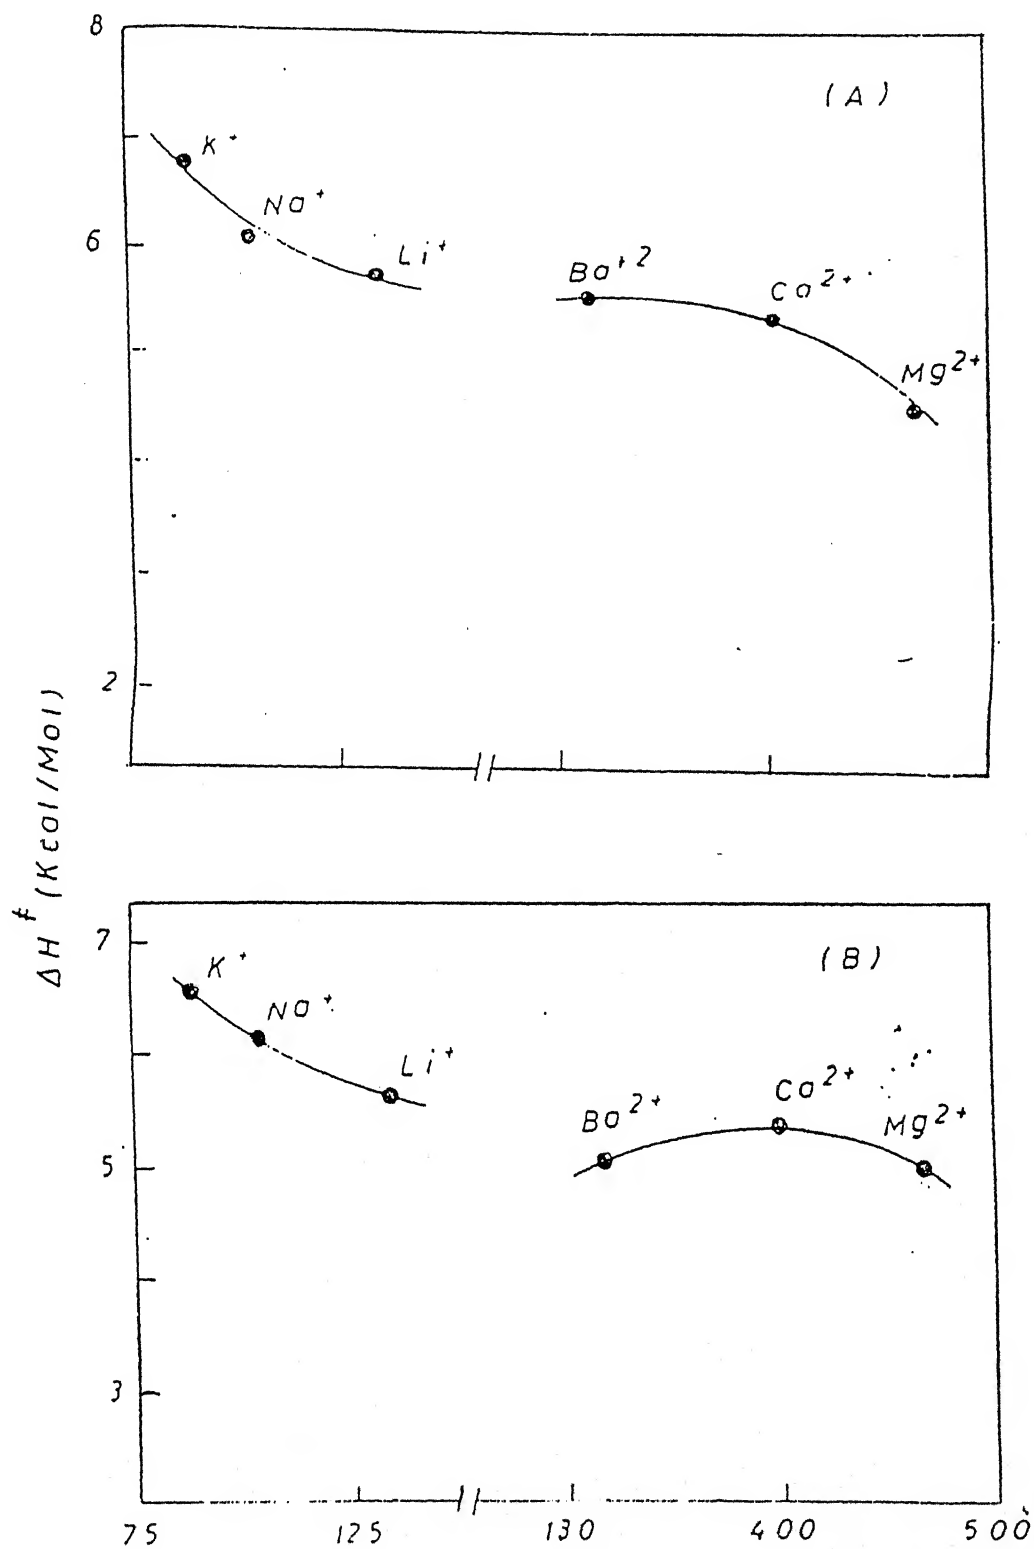 8
(A)
K+
Na+
6
Li+
Ba+2
Ca2+
Mg2+
2
ΔH‡ (Kcal/Mol)
7
(B)
K+
Na+
Li+
Ca2+
Ba2+
Mg2+
5
3
75 125 130 400 500